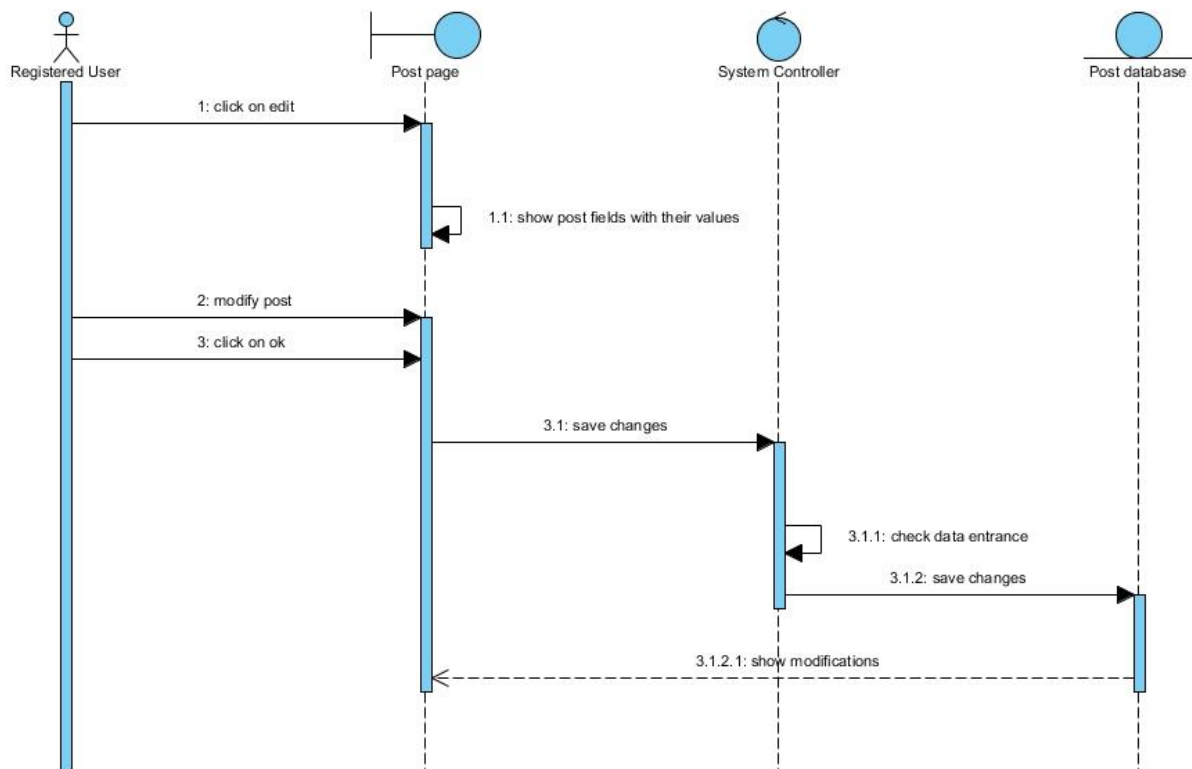 Registered User
Post page
System Controller
Post database
1: click on edit
1.1: show post fields with their values
2: modify post
3: click on ok
3.1: save changes
3.1.1: check data entrance
3.1.2: save changes
3.1.2.1: show modifications